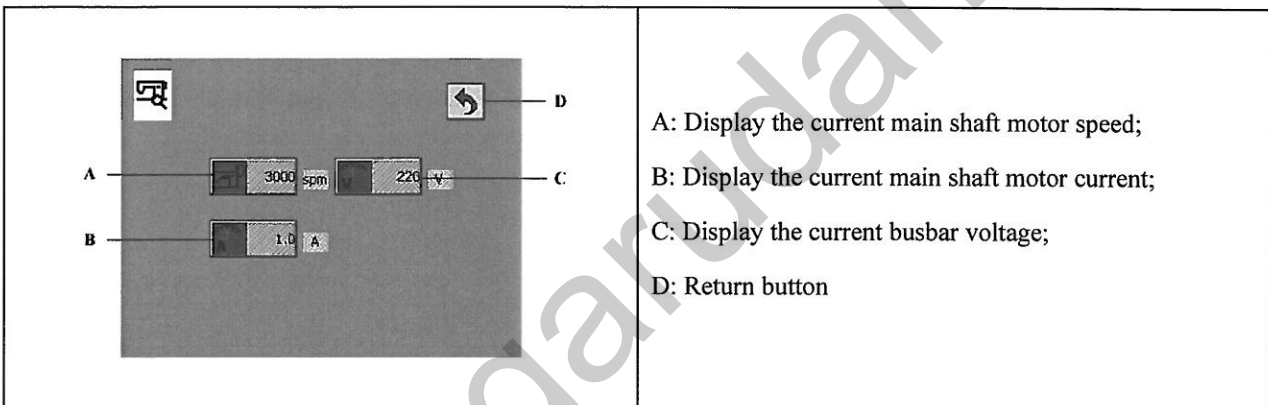 D
A
3000 spm
220 V
C
B
1.0 A
A: Display the current main shaft motor speed;
B: Display the current main shaft motor current;
C: Display the current busbar voltage;
D: Return button